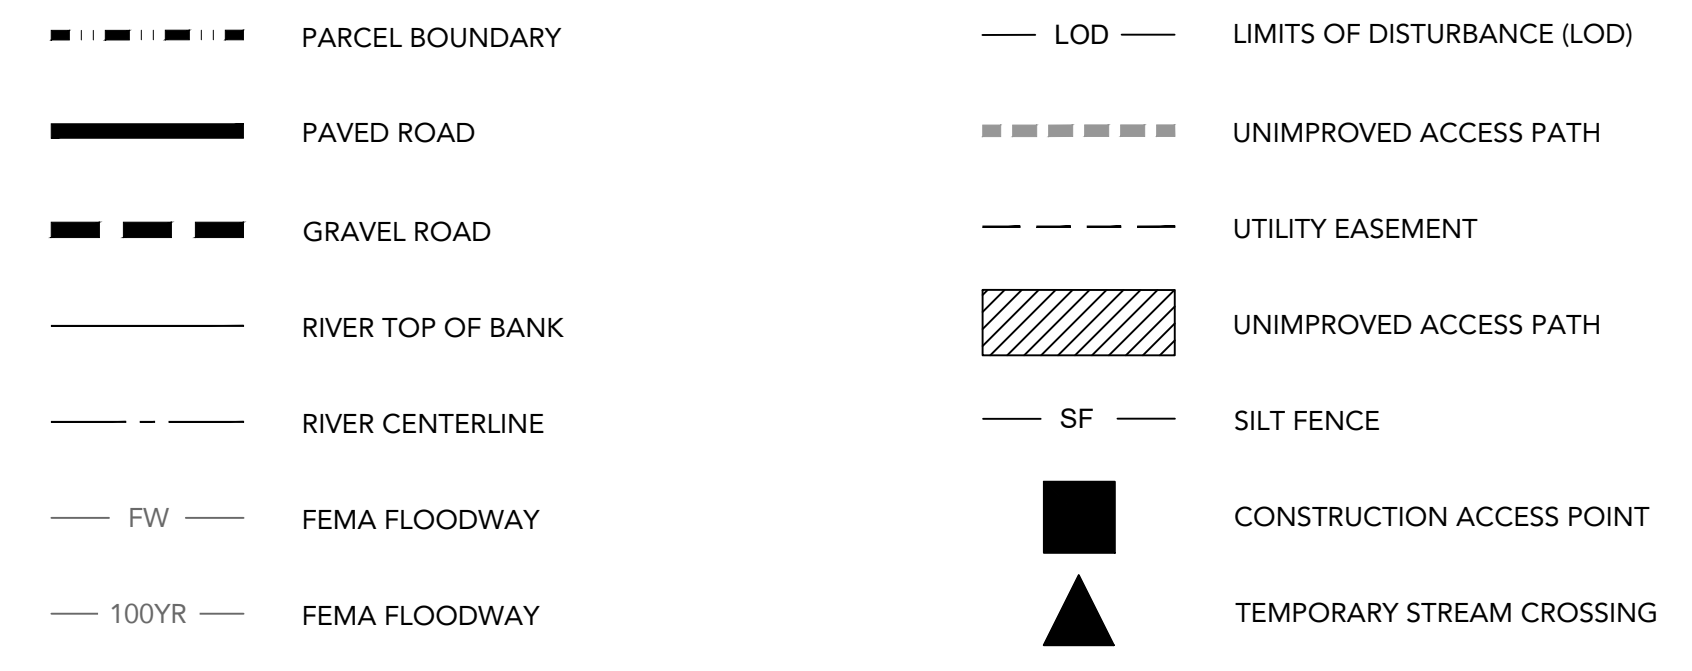 PARCEL BOUNDARY
PAVED ROAD
GRAVEL ROAD
RIVER TOP OF BANK
RIVER CENTERLINE
FW FEMA FLOODWAY
100YR FEMA FLOODWAY
LOD LIMITS OF DISTURBANCE (LOD)
UNIMPROVED ACCESS PATH
UTILITY EASEMENT
UNIMPROVED ACCESS PATH
SF SILT FENCE
CONSTRUCTION ACCESS POINT
TEMPORARY STREAM CROSSING